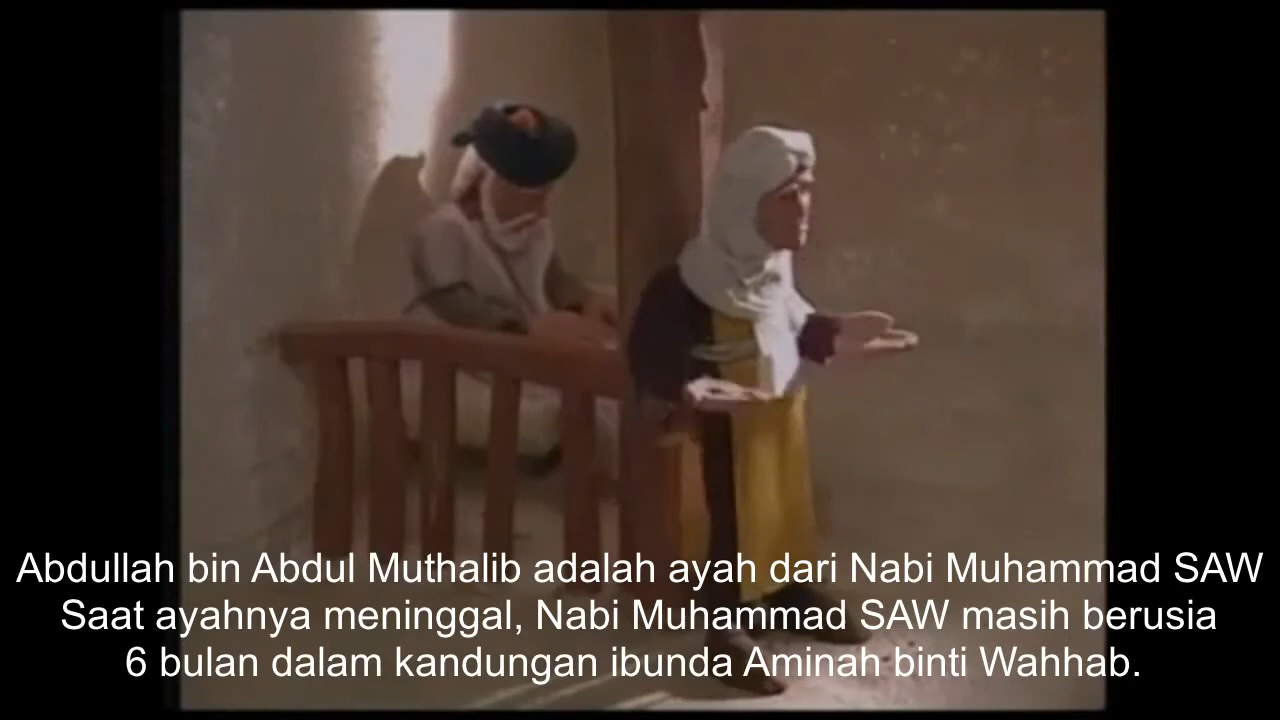 Abdullah bin Abdul Muthalib adalah ayah dari Nabi Muhammad SAW
Saat ayahnya meninggal, Nabi Muhammad SAW masih berusia
6 bulan dalam kandungan ibunda Aminah binti Wahhab.